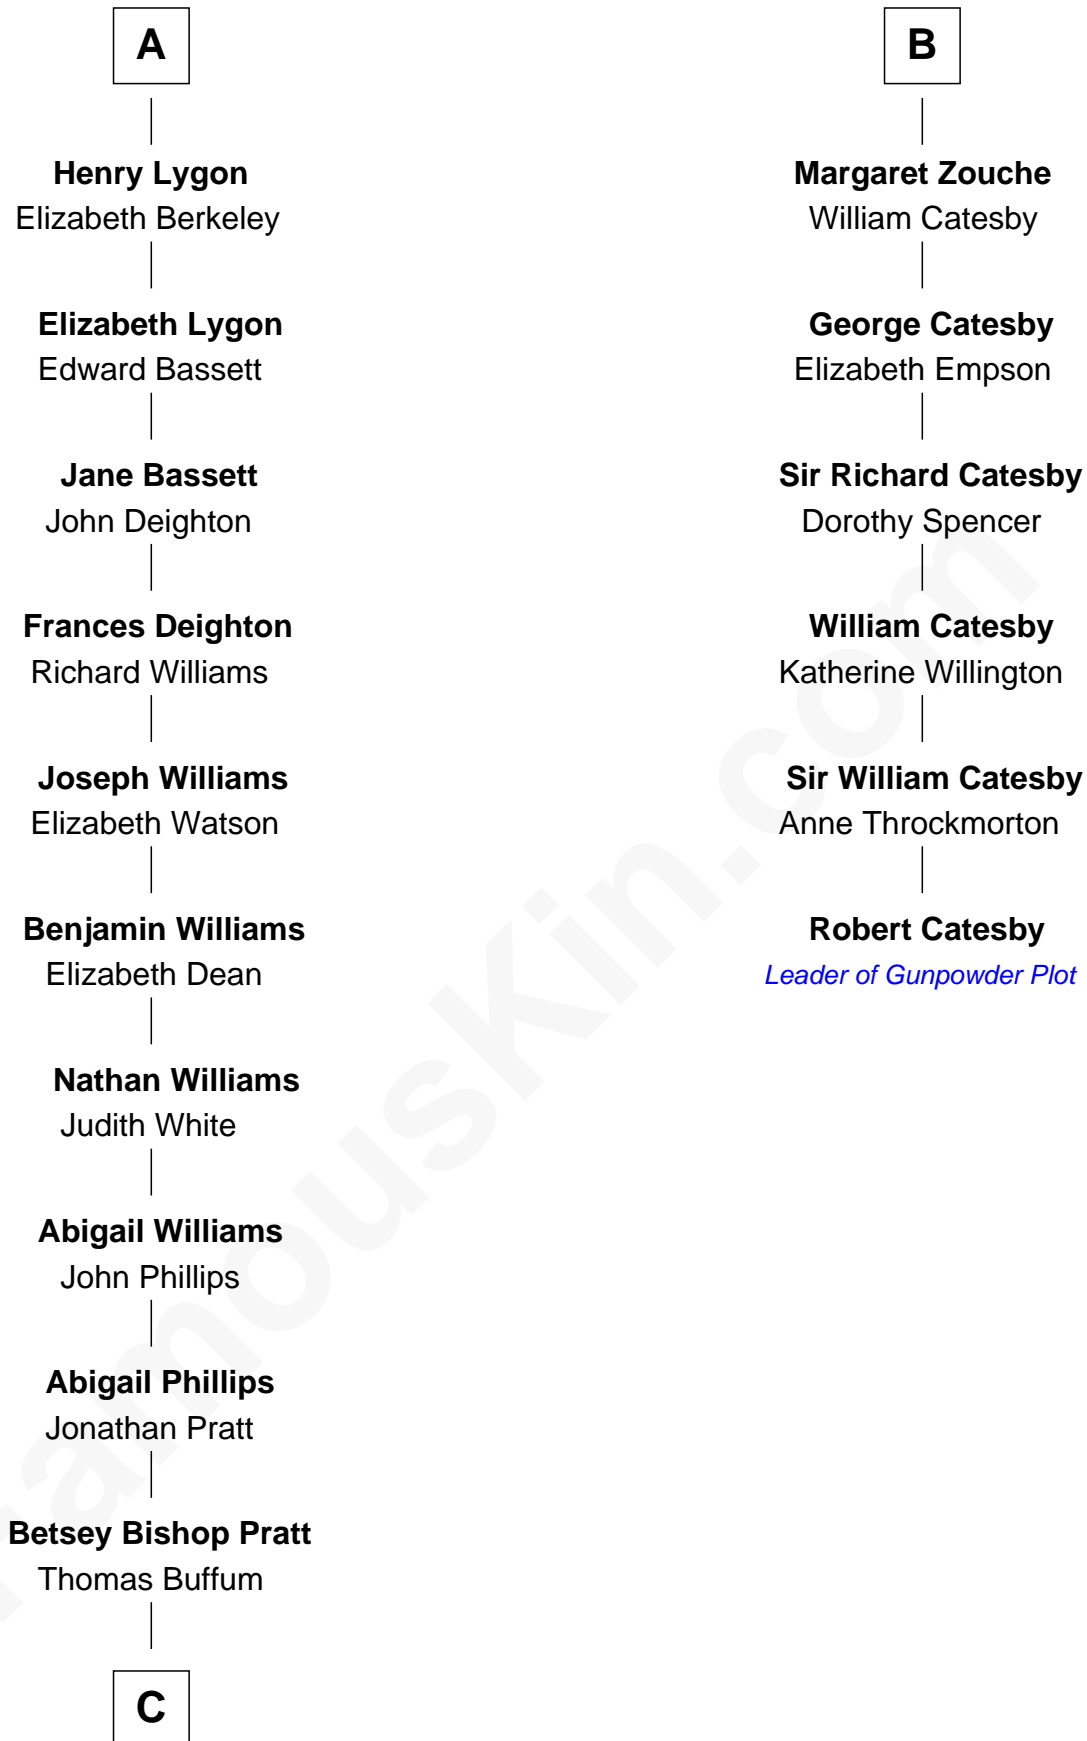 A
Henry Lygon
Elizabeth Berkeley
Elizabeth Lygon
Edward Bassett
Jane Bassett
John Deighton
Frances Deighton
Richard Williams
Joseph Williams
Elizabeth Watson
Benjamin Williams
Elizabeth Dean
Nathan Williams
Judith White
Abigail Williams
John Phillips
Abigail Phillips
Jonathan Pratt
Betsey Bishop Pratt
Thomas Buffum
C
B
Margaret Zouche
William Catesby
George Catesby
Elizabeth Empson
Sir Richard Catesby
Dorothy Spencer
William Catesby
Katherine Willington
Sir William Catesby
Anne Throckmorton
Robert Catesby
Leader of Gunpowder Plot
FamousKin.com